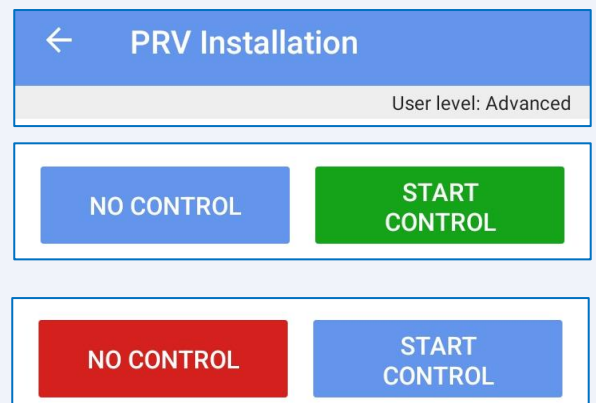 PRV Installation
User level: Advanced
NO CONTROL
START
CONTROL
NO CONTROL
START
CONTROL